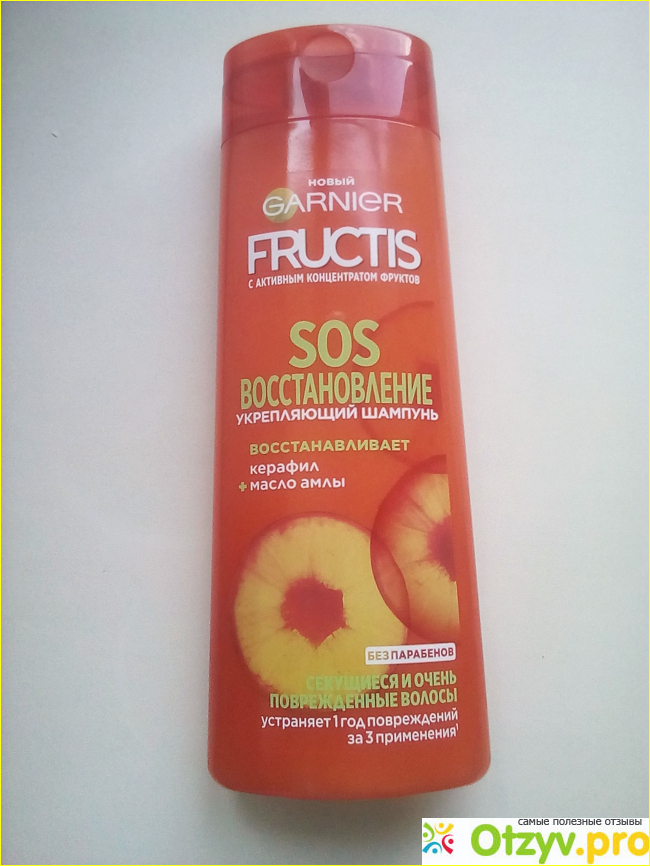 НОВЫЙ
GARNIER
FRUCTIS
С АКТИВНЫМ КОНЦЕНТРАТОМ ФРУКТОВ
SOS
ВОССТАНОВЛЕНИЕ
УКРЕПЛЯЮЩИЙ ШАМПУНЬ
ВОССТАНАВЛИВАЕТ
керафил
+ масло амлы
БЕЗ ПАРАБЕНОВ
СЕКУЩИЕСЯ И ОЧЕНЬ
ПОВРЕЖДЕННЫЕ ВОЛОСЫ
устраняет 1 год повреждений
за 3 применения¹
самые полезные отзывы
Otzyv.pro